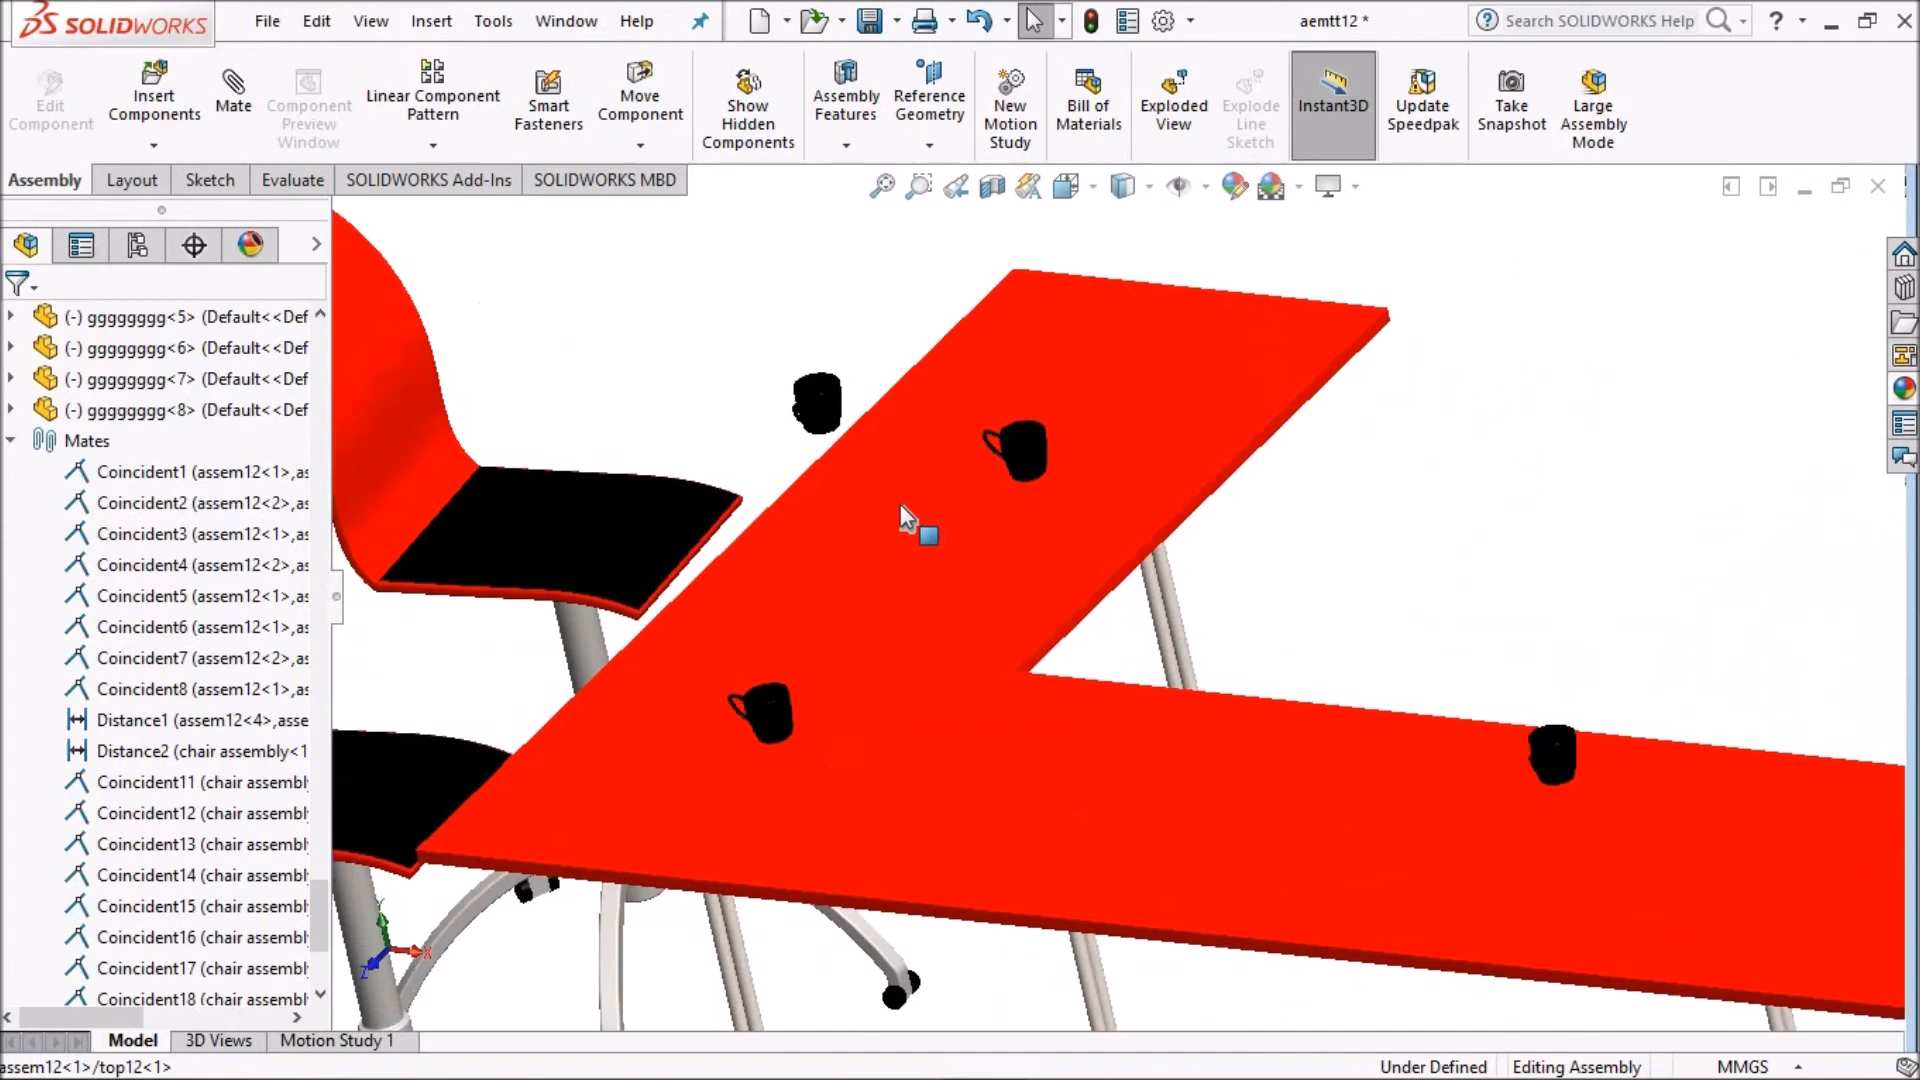 SOLIDWORKS File Edit View Insert Tools Window Help aemtt12 * Search SOLIDWORKS Help ?
Edit Component
Insert Components
Mate
Component Preview Window
Linear Component Pattern
Smart Fasteners
Move Component
Show Hidden Components
Assembly Features
Reference Geometry
New Motion Study
Bill of Materials
Exploded View
Explode Line Sketch
Instant3D
Update Speedpak
Take Snapshot
Large Assembly Mode
Assembly Layout Sketch Evaluate SOLIDWORKS Add-Ins SOLIDWORKS MBD
(-) gggggggg<5> (Default<<Def
(-) gggggggg<6> (Default<<Def
(-) gggggggg<7> (Default<<Def
(-) gggggggg<8> (Default<<Def
Mates
Coincident1 (assem12<1>,as
Coincident2 (assem12<2>,as
Coincident3 (assem12<1>,as
Coincident4 (assem12<2>,as
Coincident5 (assem12<1>,as
Coincident6 (assem12<1>,as
Coincident7 (assem12<2>,as
Coincident8 (assem12<1>,as
Distance1 (assem12<4>,asse
Distance2 (chair assembly<1
Coincident11 (chair assembl
Coincident12 (chair assembl
Coincident13 (chair assembl
Coincident14 (chair assembl
Coincident15 (chair assembl
Coincident16 (chair assembl
Coincident17 (chair assembl
Coincident18 (chair assembl
Y
X
Z
Model 3D Views Motion Study 1
assem12<1>/top12<1> Under Defined Editing Assembly MMGS